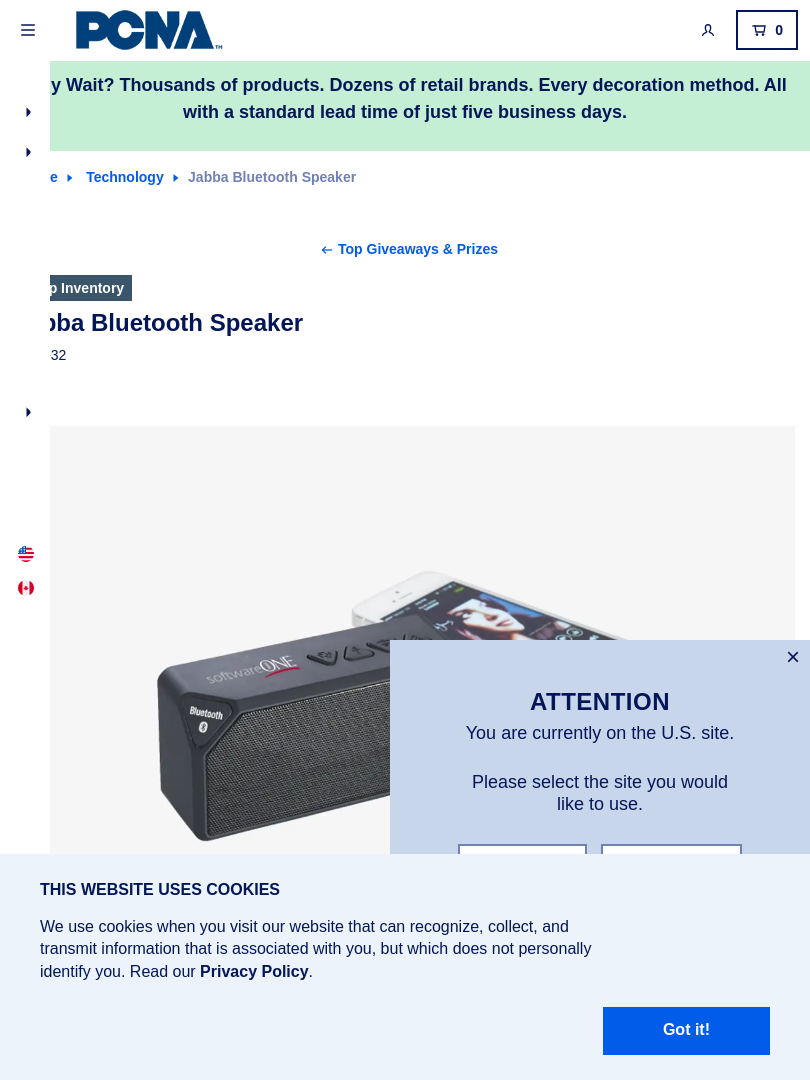 PCNA™
0
y Wait? Thousands of products. Dozens of retail brands. Every decoration method. All
with a standard lead time of just five business days.
e Technology Jabba Bluetooth Speaker
← Top Giveaways & Prizes
p Inventory
bba Bluetooth Speaker
32
softwareONE
Bluetooth
×
ATTENTION
You are currently on the U.S. site.
Please select the site you would
like to use.
THIS WEBSITE USES COOKIES
We use cookies when you visit our website that can recognize, collect, and
transmit information that is associated with you, but which does not personally
identify you. Read our Privacy Policy.
Got it!